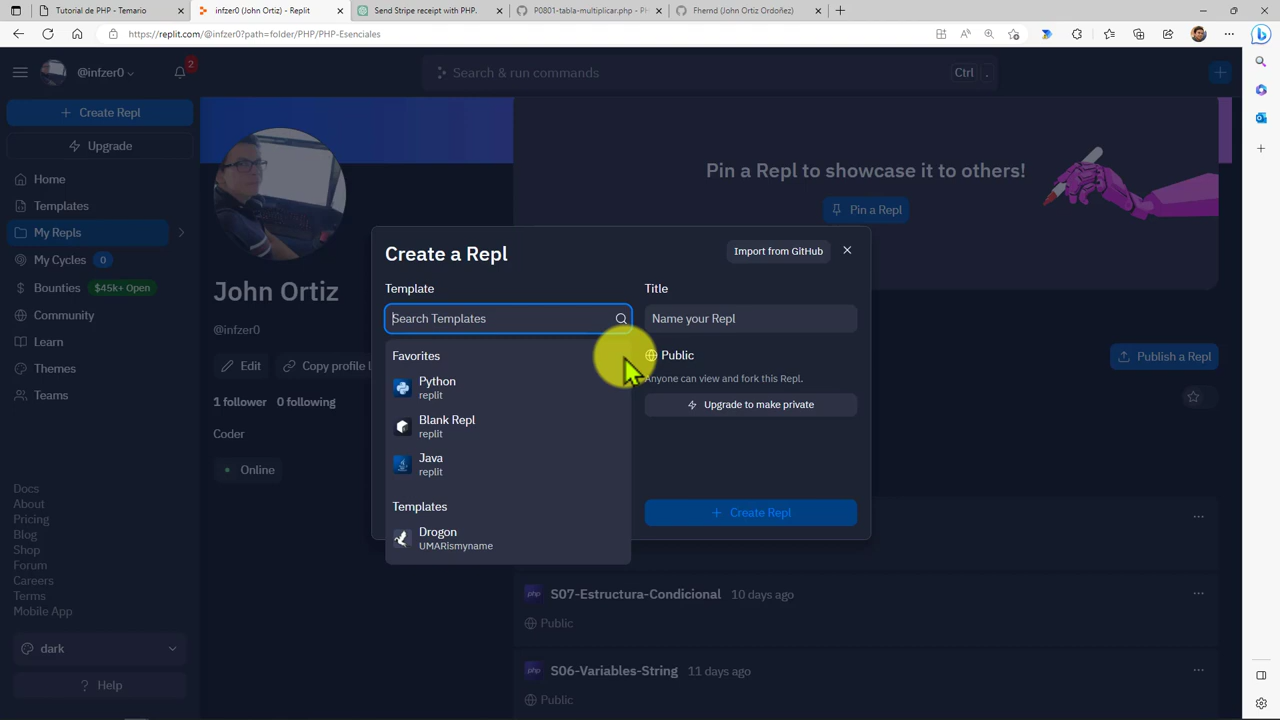 Tutorial de PHP - Temario
infzer0 (John Ortiz) - Replit
Send Stripe receipt with PHP.
P0801-tabla-multiplicar.php - PH
Fhernd (John Ortiz Ordoñez)
https://replit.com/@infzer0?path=folder/PHP/PHP-Esenciales
@infzer0
2
Search & run commands
Ctrl .
Create Repl
Upgrade
Home
Templates
My Repls
My Cycles 0
Bounties $45k+ Open
Community
Learn
Themes
Teams
Docs
About
Pricing
Blog
Shop
Forum
Careers
Terms
Mobile App
dark
Help
John Ortiz
@infzer0
Edit
Copy profile l
1 follower 0 following
Coder
Online
Pin a Repl to showcase it to others!
Pin a Repl
Publish a Repl
Create a Repl
Import from GitHub
Template
Search Templates
Favorites
Python
replit
Blank Repl
replit
Java
replit
Templates
Drogon
UMARismyname
Title
Name your Repl
Public
Anyone can view and fork this Repl.
Upgrade to make private
Create Repl
php S07-Estructura-Condicional 10 days ago
Public
php S06-Variables-String 11 days ago
Public